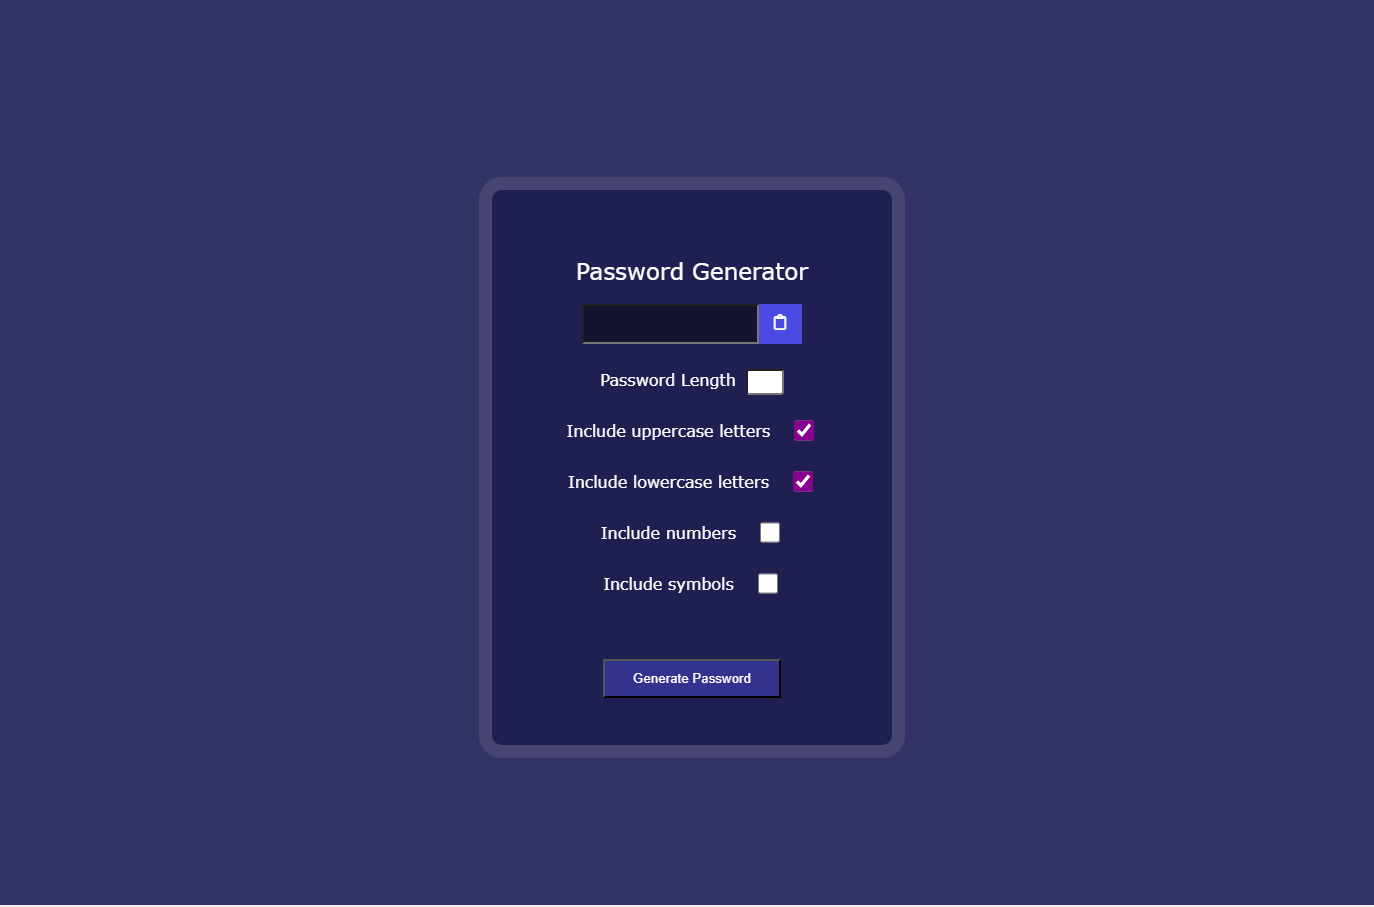 Password Generator
Password Length
Include uppercase letters
Include lowercase letters
Include numbers
Include symbols
Generate Password